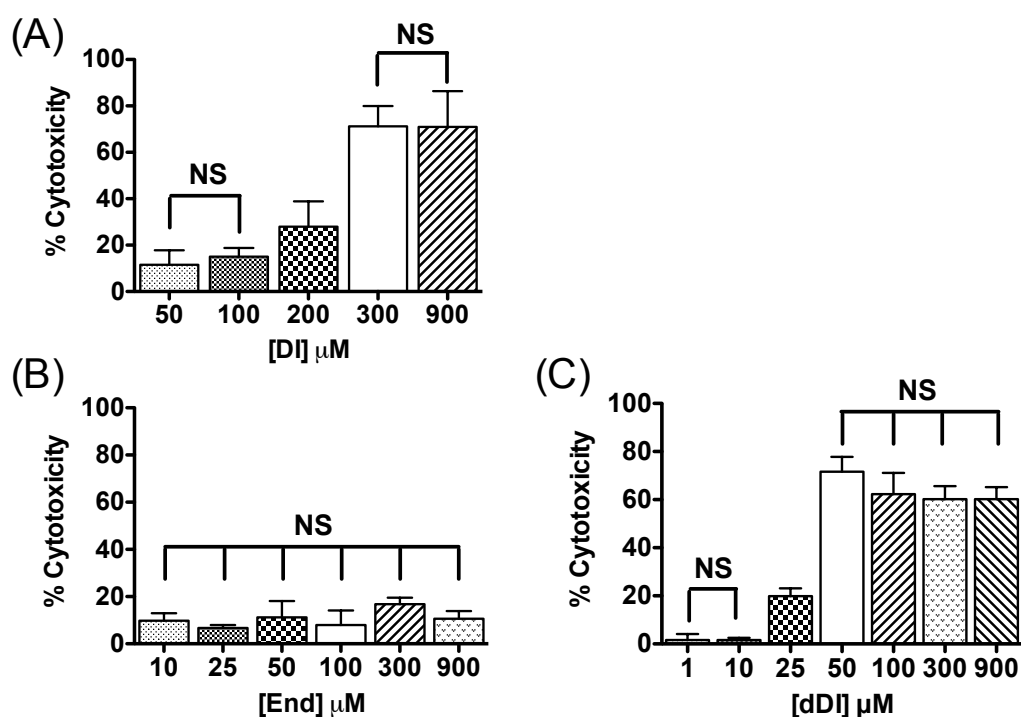 (A)
% Cytotoxicity
100
80
60
40
20
0
NS
NS
50 100 200 300 900
[DI] μM
(B)
% Cytotoxicity
100
80
60
40
20
0
NS
10 25 50 100 300 900
[End] μM
(C)
% Cytotoxicity
100
80
60
40
20
0
NS
NS
1 10 25 50 100 300 900
[dDI] μM